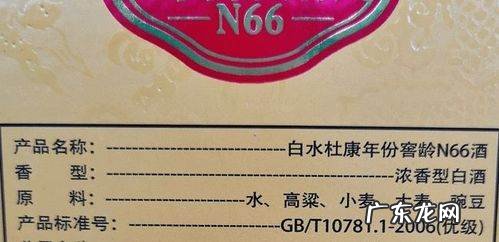 N66
产品名称：------白水杜康年份窖龄N66酒
香 型：------浓香型白酒
原 料：------水、高粱、小麦、大麦、豌豆
产品标准号：------GB/T10781.1-2006(优级)
广东龙网